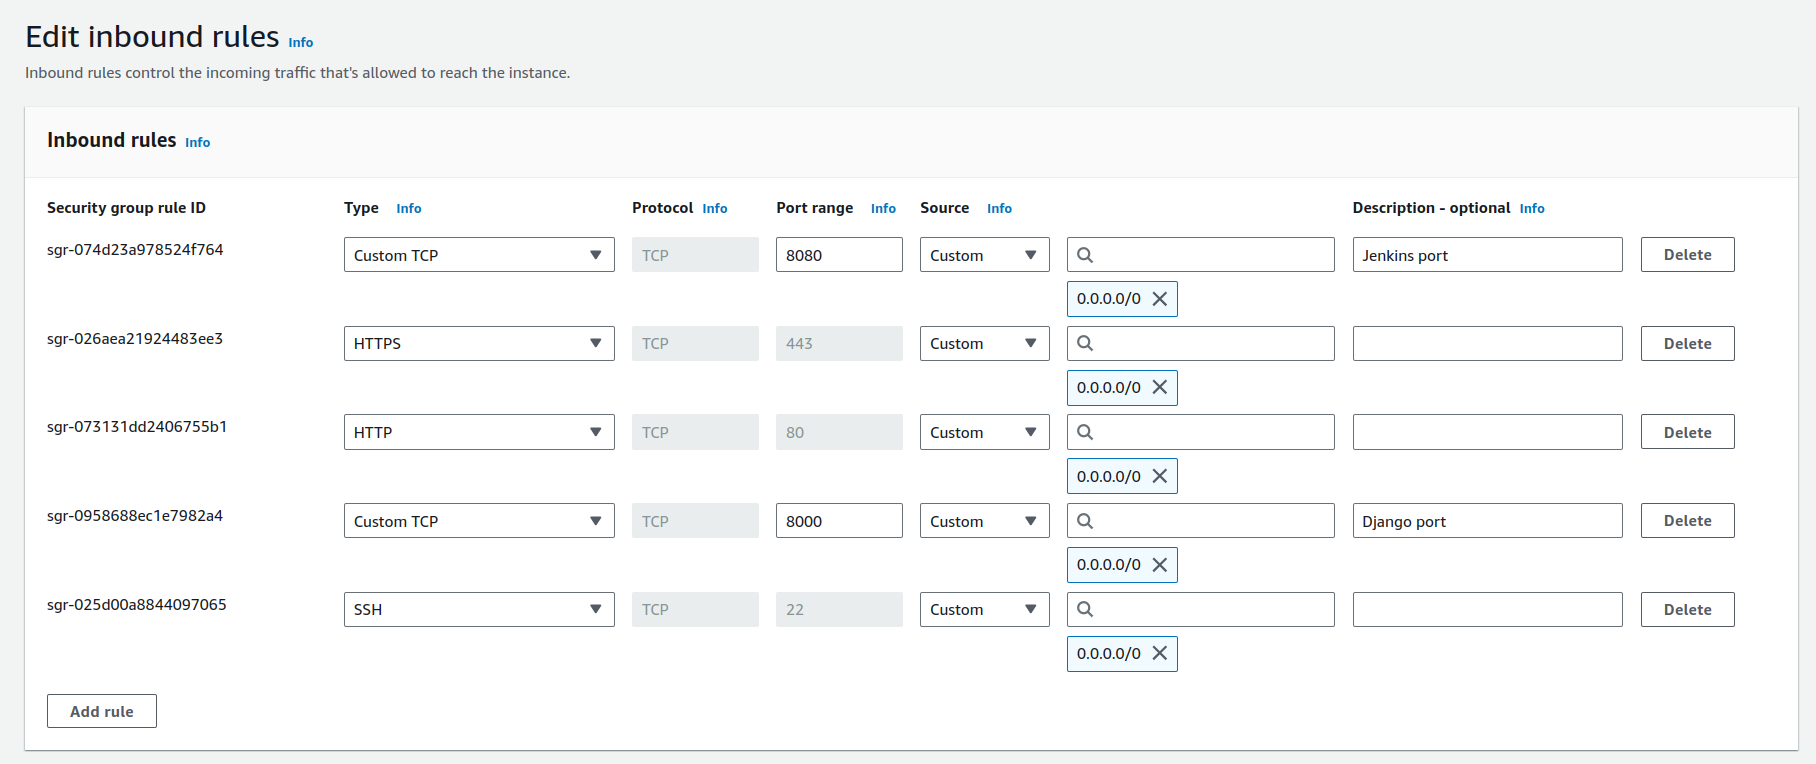 Edit inbound rules Info
Inbound rules control the incoming traffic that's allowed to reach the instance.
Inbound rules Info
Security group rule ID Type Info Protocol Info Port range Info Source Info Description - optional Info
sgr-074d23a978524f764 Custom TCP TCP 8080 Custom Jenkins port Delete
0.0.0.0/0
sgr-026aea21924483ee3 HTTPS TCP 443 Custom Delete
0.0.0.0/0
sgr-073131dd2406755b1 HTTP TCP 80 Custom Delete
0.0.0.0/0
sgr-0958688ec1e7982a4 Custom TCP TCP 8000 Custom Django port Delete
0.0.0.0/0
sgr-025d00a8844097065 SSH TCP 22 Custom Delete
0.0.0.0/0
Add rule